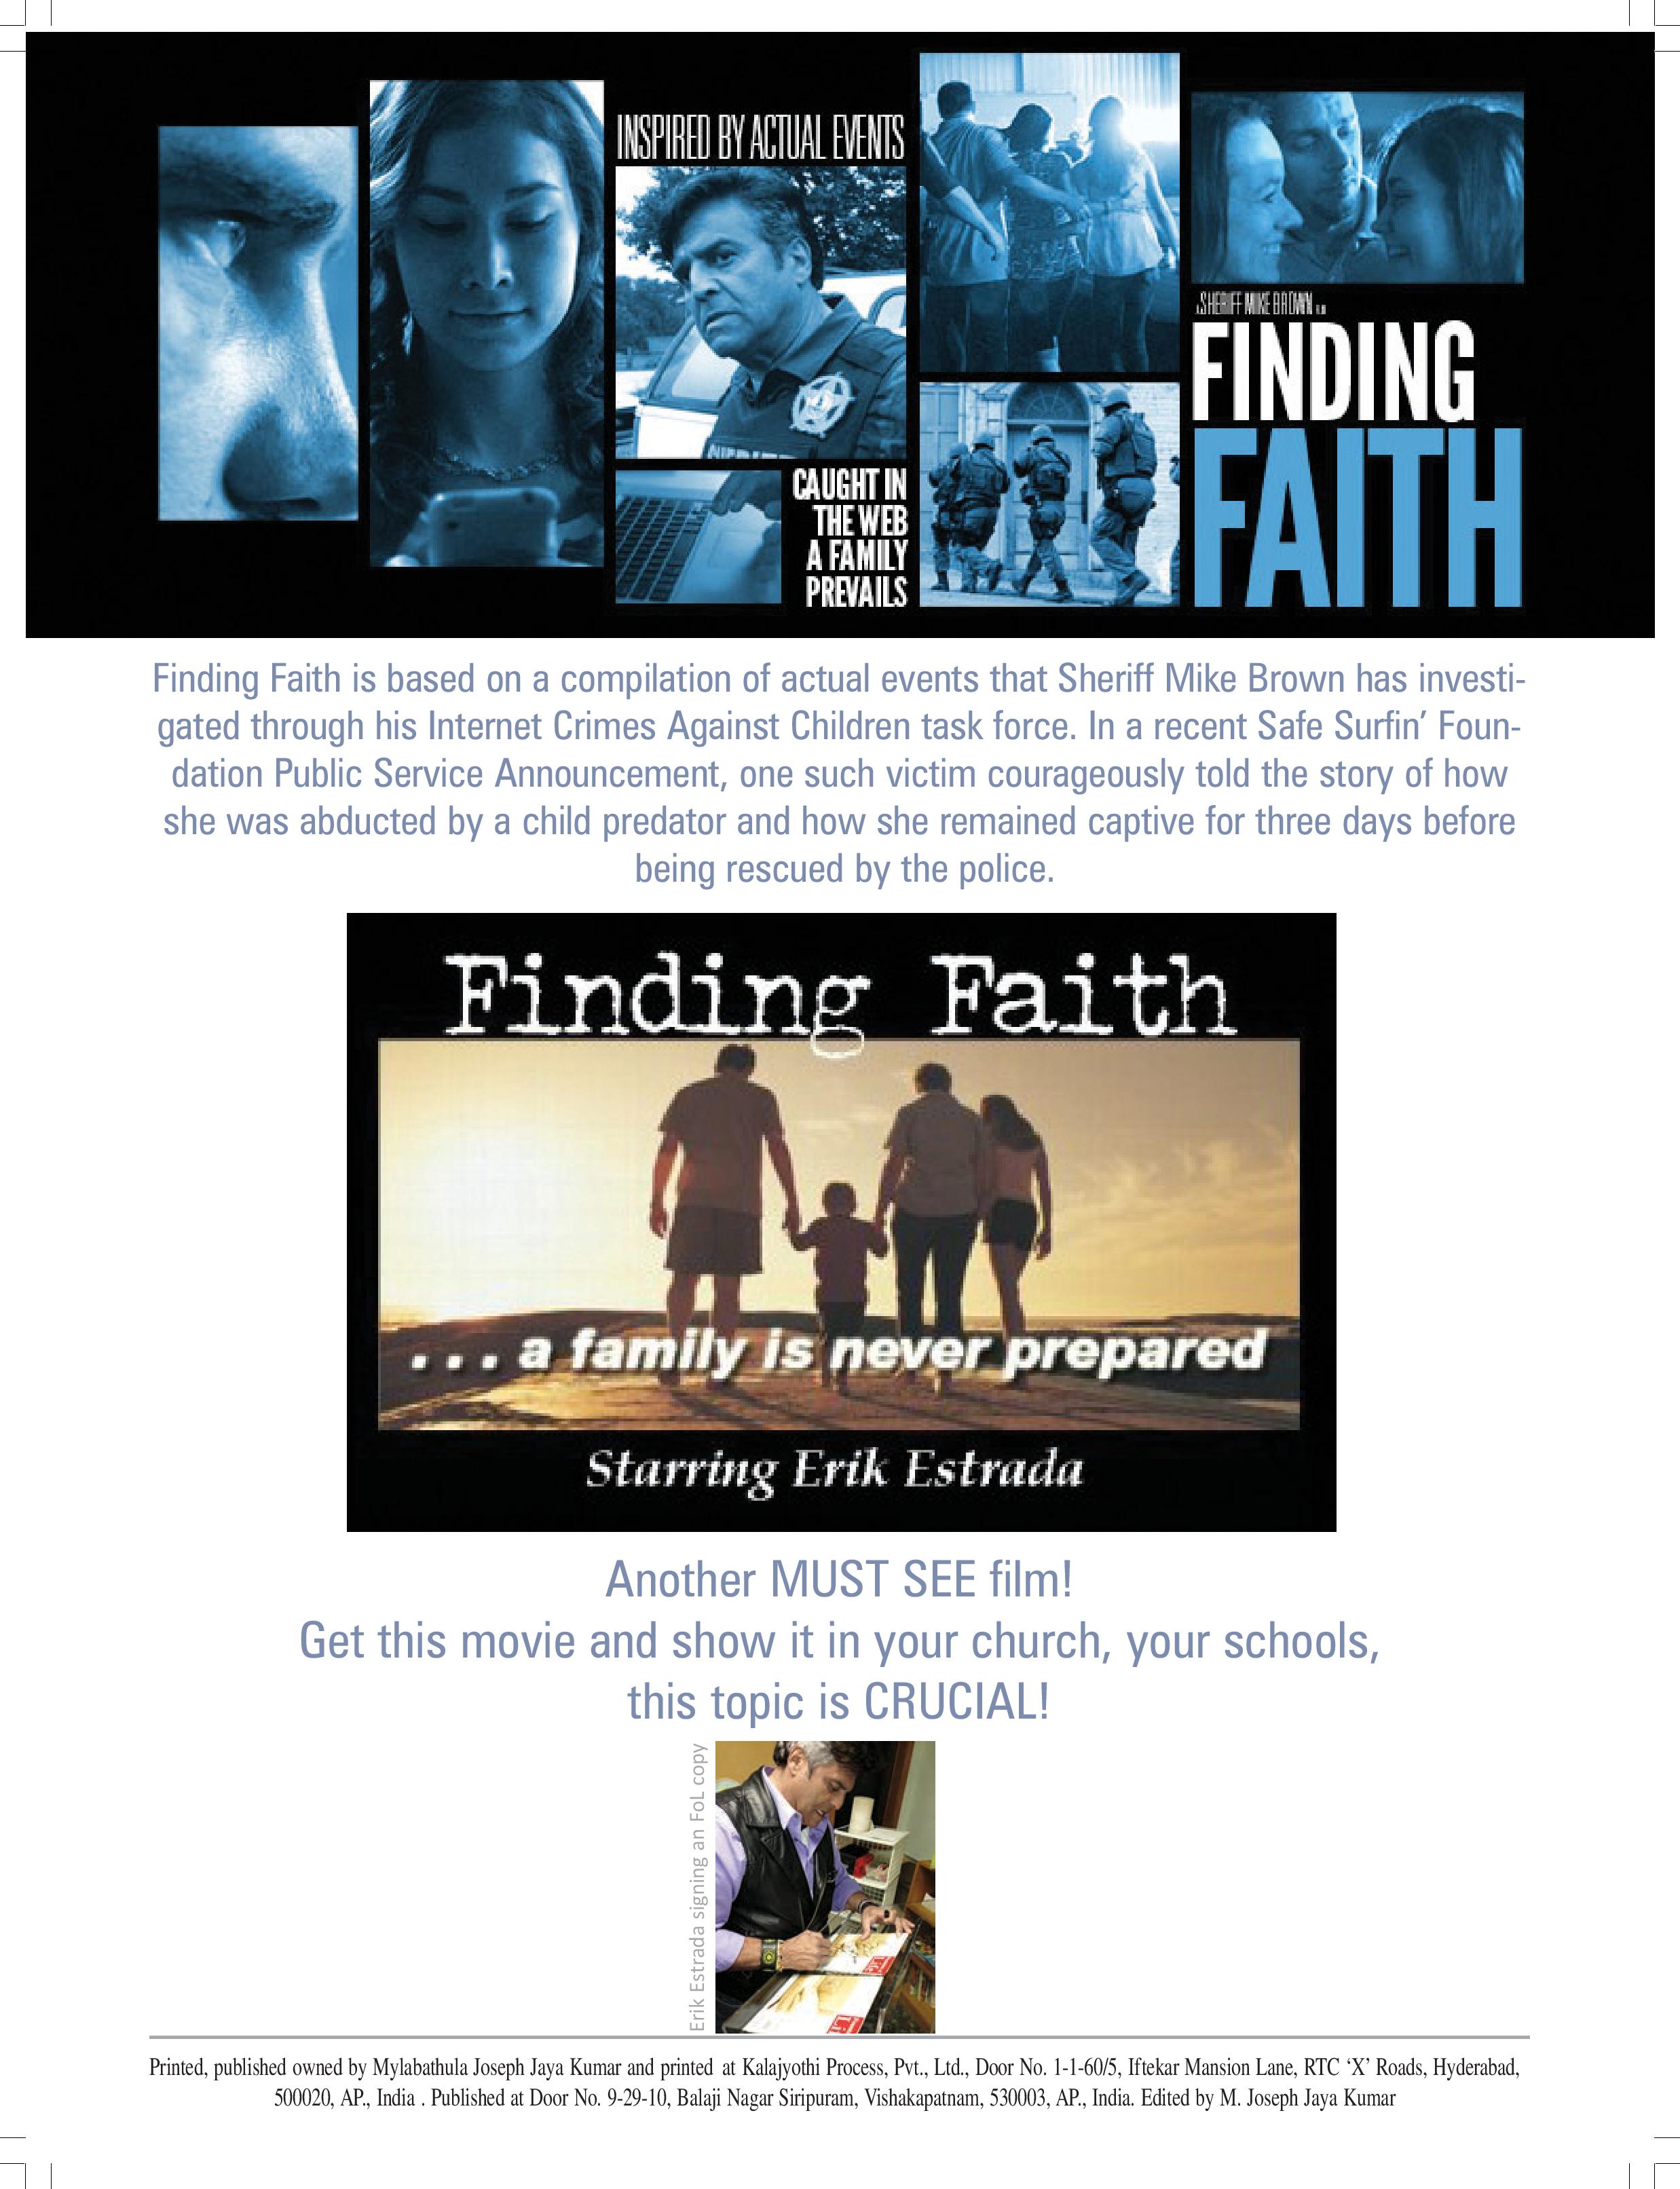 INSPIRED BY ACTUAL EVENTS
CAUGHT IN
THE WEB
A FAMILY
PREVAILS
SHERIFF MIKE BROWN
FINDING
FAITH
Finding Faith is based on a compilation of actual events that Sheriff Mike Brown has investi-
gated through his Internet Crimes Against Children task force. In a recent Safe Surfin’ Foun-
dation Public Service Announcement, one such victim courageously told the story of how
she was abducted by a child predator and how she remained captive for three days before
being rescued by the police.
Finding Faith
. . . a family is never prepared
Starring Erik Estrada
Another MUST SEE film!
Get this movie and show it in your church, your schools,
this topic is CRUCIAL!
Erik Estrada signing an FoL copy
Printed, published owned by Mylabathula Joseph Jaya Kumar and printed at Kalajyothi Process, Pvt., Ltd., Door No. 1-1-60/5, Iftekar Mansion Lane, RTC ‘X’ Roads, Hyderabad,
500020, AP., India . Published at Door No. 9-29-10, Balaji Nagar Siripuram, Vishakapatnam, 530003, AP., India. Edited by M. Joseph Jaya Kumar